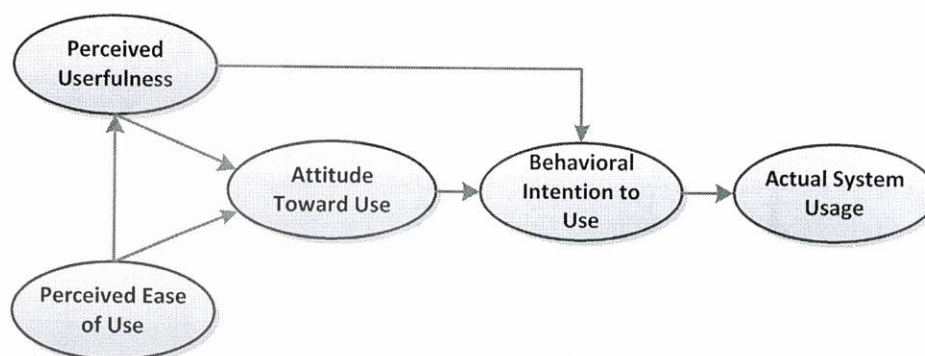 Perceived
Userfulness
Attitude
Toward Use
Behavioral
Intention to
Use
Actual System
Usage
Perceived Ease
of Use